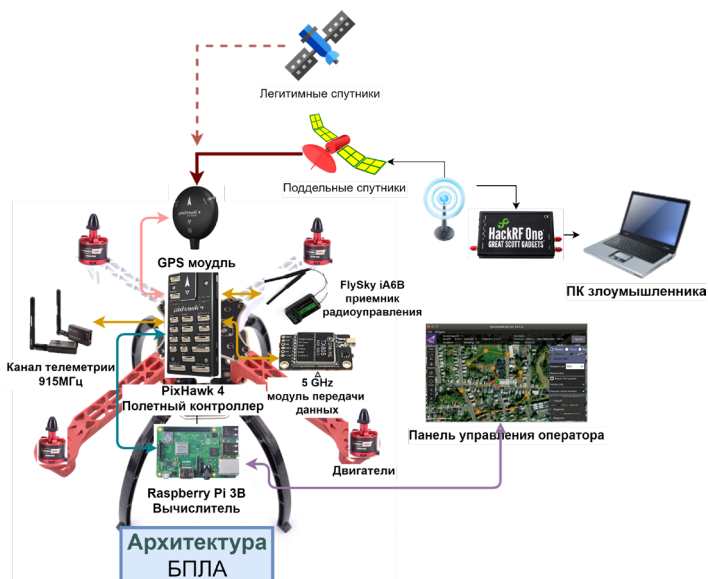 Легитимные спутники
Поддельные спутники
HackRF One
GREAT SCOTT GADGETS
ПК злоумышленника
GPS моудль
FlySky iA6B
приемник
радиоуправления
Канал телеметрии
915МГц
PixHawk 4
Полетный контроллер
5 GHz
модуль передачи
данных
Панель управления оператора
Двигатели
Raspberry Pi 3B
Вычислитель
Архитектура
БПЛА